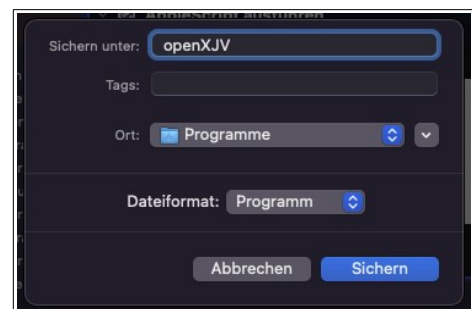 AppleScript ausführen
Sichern unter: openXJV
Tags:
Ort: Programme
Dateiformat: Programm
Abbrechen Sichern